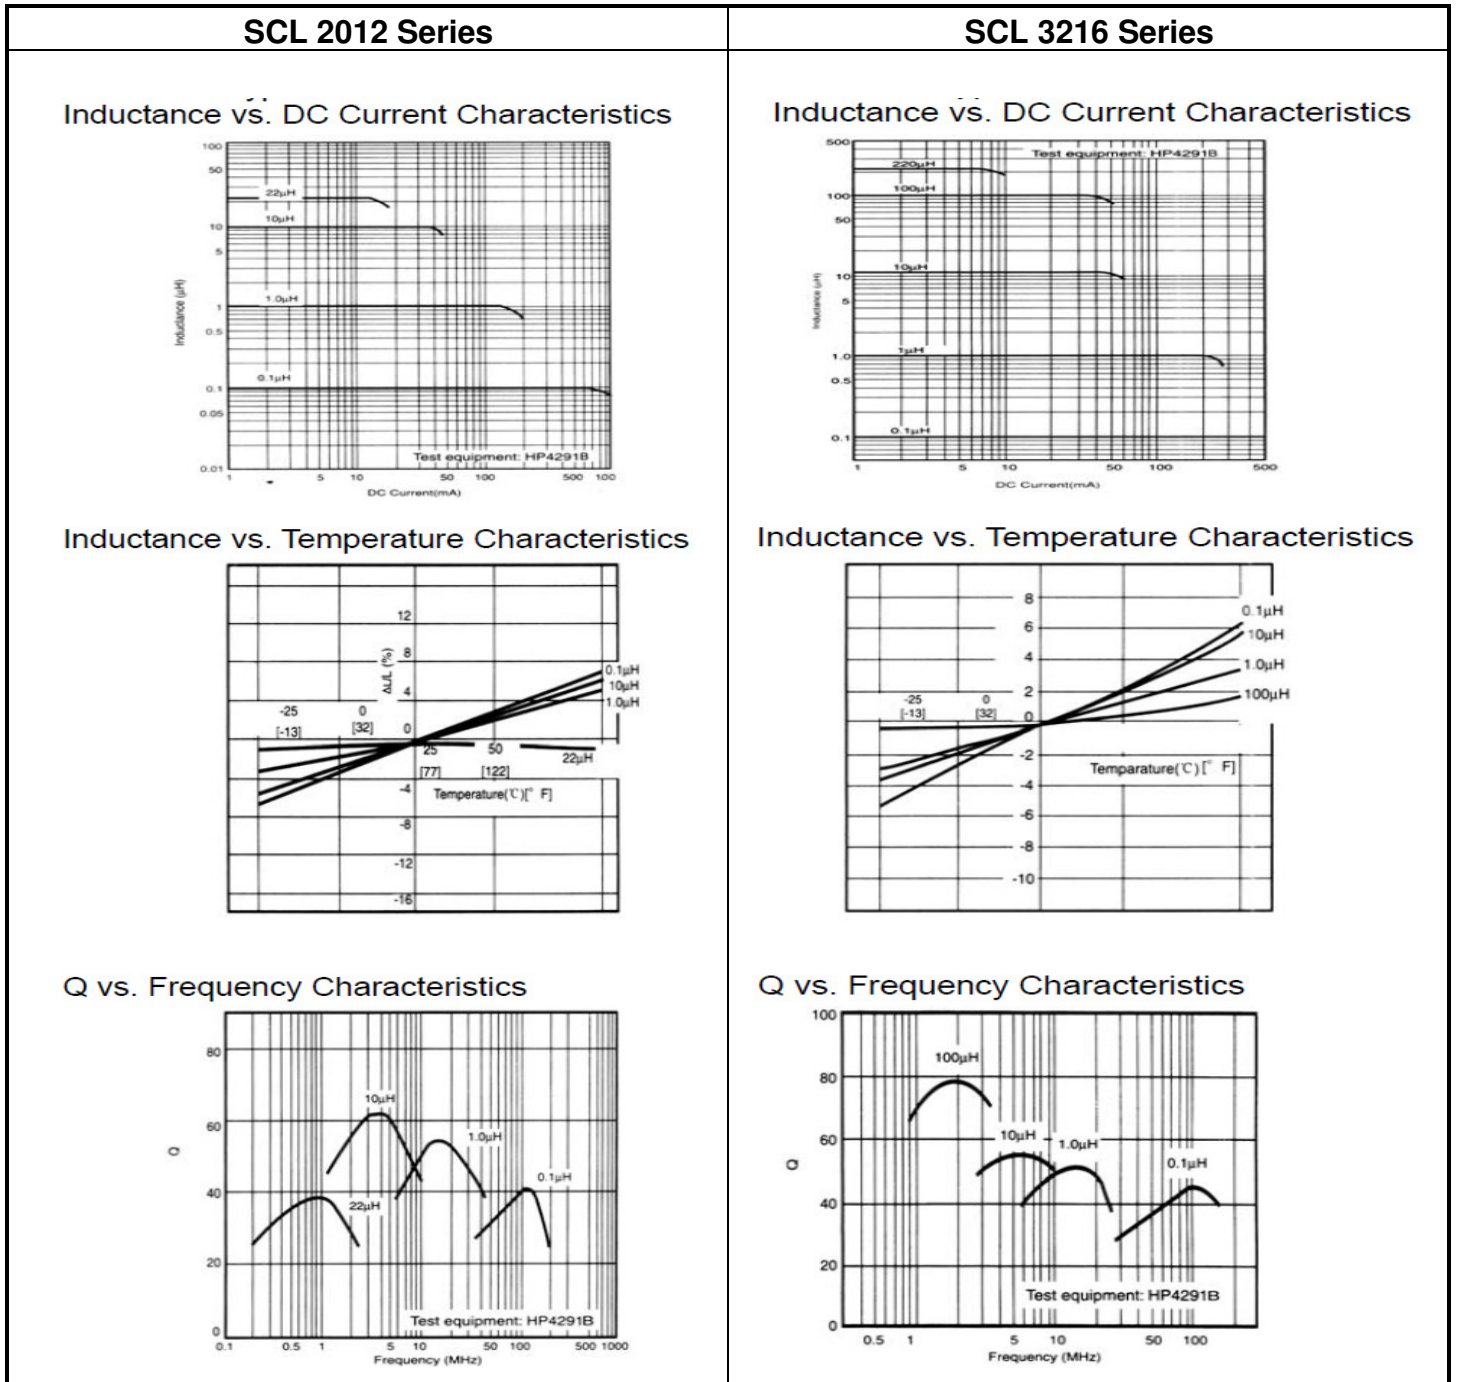 SCL 2012 Series
SCL 3216 Series
Inductance vs. DC Current Characteristics
100
50
22μH
10μH
10
5
Inductance (μH)
1.0μH
1
0.5
0.1μH
0.1
0.05
Test equipment: HP4291B
0.01
1 5 10 50 100 500 100
DC Current(mA)
Inductance vs. DC Current Characteristics
500
Test equipment: HP4291B
220μH
100μH
100
50
10μH
10
5
Inductance (μH)
1μH
1.0
0.5
0.1μH
0.1
1 5 10 50 100 500
DC Current(mA)
Inductance vs. Temperature Characteristics
12
8
ΔL/L (%)
4
0.1μH
10μH
1.0μH
-25 0
[-13] [32]
0
25 50
22μH
[77] [122]
-4
Temperature(℃)[° F]
-8
-12
-16
Inductance vs. Temperature Characteristics
8
0.1μH
6
10μH
4
1.0μH
2
100μH
-25 0
[-13] [32]
0
-2
Temparature(℃)[° F]
-4
-6
-8
-10
Q vs. Frequency Characteristics
80
10μH
60
1.0μH
Q
0.1μH
40
22μH
20
Test equipment: HP4291B
0
0.1 0.5 1 5 10 50 100 500 1000
Frequency (MHz)
Q vs. Frequency Characteristics
100
100μH
80
10μH
1.0μH
60
Q
0.1μH
40
20
Test equipment: HP4291B
0
0.5 1 5 10 50 100
Frequency (MHz)